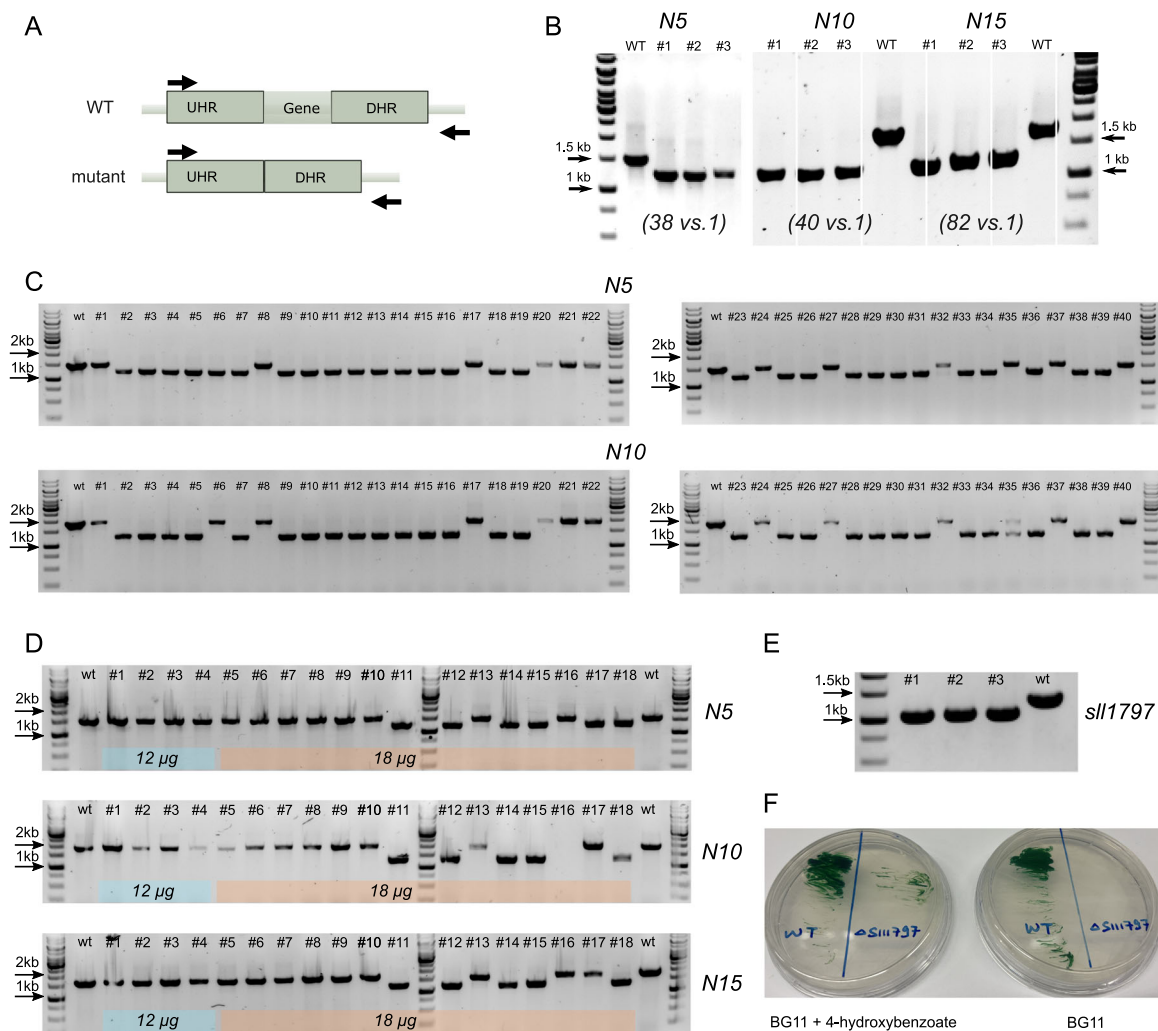 A
WT
UHR
Gene
DHR
mutant
UHR
DHR
B
N5
N10
N15
WT #1 #2 #3
#1 #2 #3 WT #1 #2 #3 WT
1.5 kb
1 kb
1.5 kb
1 kb
(38 vs.1)
(40 vs.1)
(82 vs.1)
C
N5
wt #1 #2 #3 #4 #5 #6 #7 #8 #9 #10 #11 #12 #13 #14 #15 #16 #17 #18 #19 #20 #21 #22
2kb
1kb
wt #23 #24 #25 #26 #27 #28 #29 #30 #31 #32 #33 #34 #35 #36 #37 #38 #39 #40
2kb
1kb
N10
wt #1 #2 #3 #4 #5 #6 #7 #8 #9 #10 #11 #12 #13 #14 #15 #16 #17 #18 #19 #20 #21 #22
2kb
1kb
wt #23 #24 #25 #26 #27 #28 #29 #30 #31 #32 #33 #34 #35 #36 #37 #38 #39 #40
2kb
1kb
D
wt #1 #2 #3 #4 #5 #6 #7 #8 #9 #10 #11 #12 #13 #14 #15 #16 #17 #18 wt
2kb
1kb
N5
12 µg
18 µg
wt #1 #2 #3 #4 #5 #6 #7 #8 #9 #10 #11 #12 #13 #14 #15 #16 #17 #18 wt
2kb
1kb
N10
12 µg
18 µg
wt #1 #2 #3 #4 #5 #6 #7 #8 #9 #10 #11 #12 #13 #14 #15 #16 #17 #18 wt
2kb
1kb
N15
12 µg
18 µg
E
#1 #2 #3 wt
1.5kb
1kb
sll1797
F
WT
Δsll1797
WT
Δsll1797
BG11 + 4-hydroxybenzoate
BG11